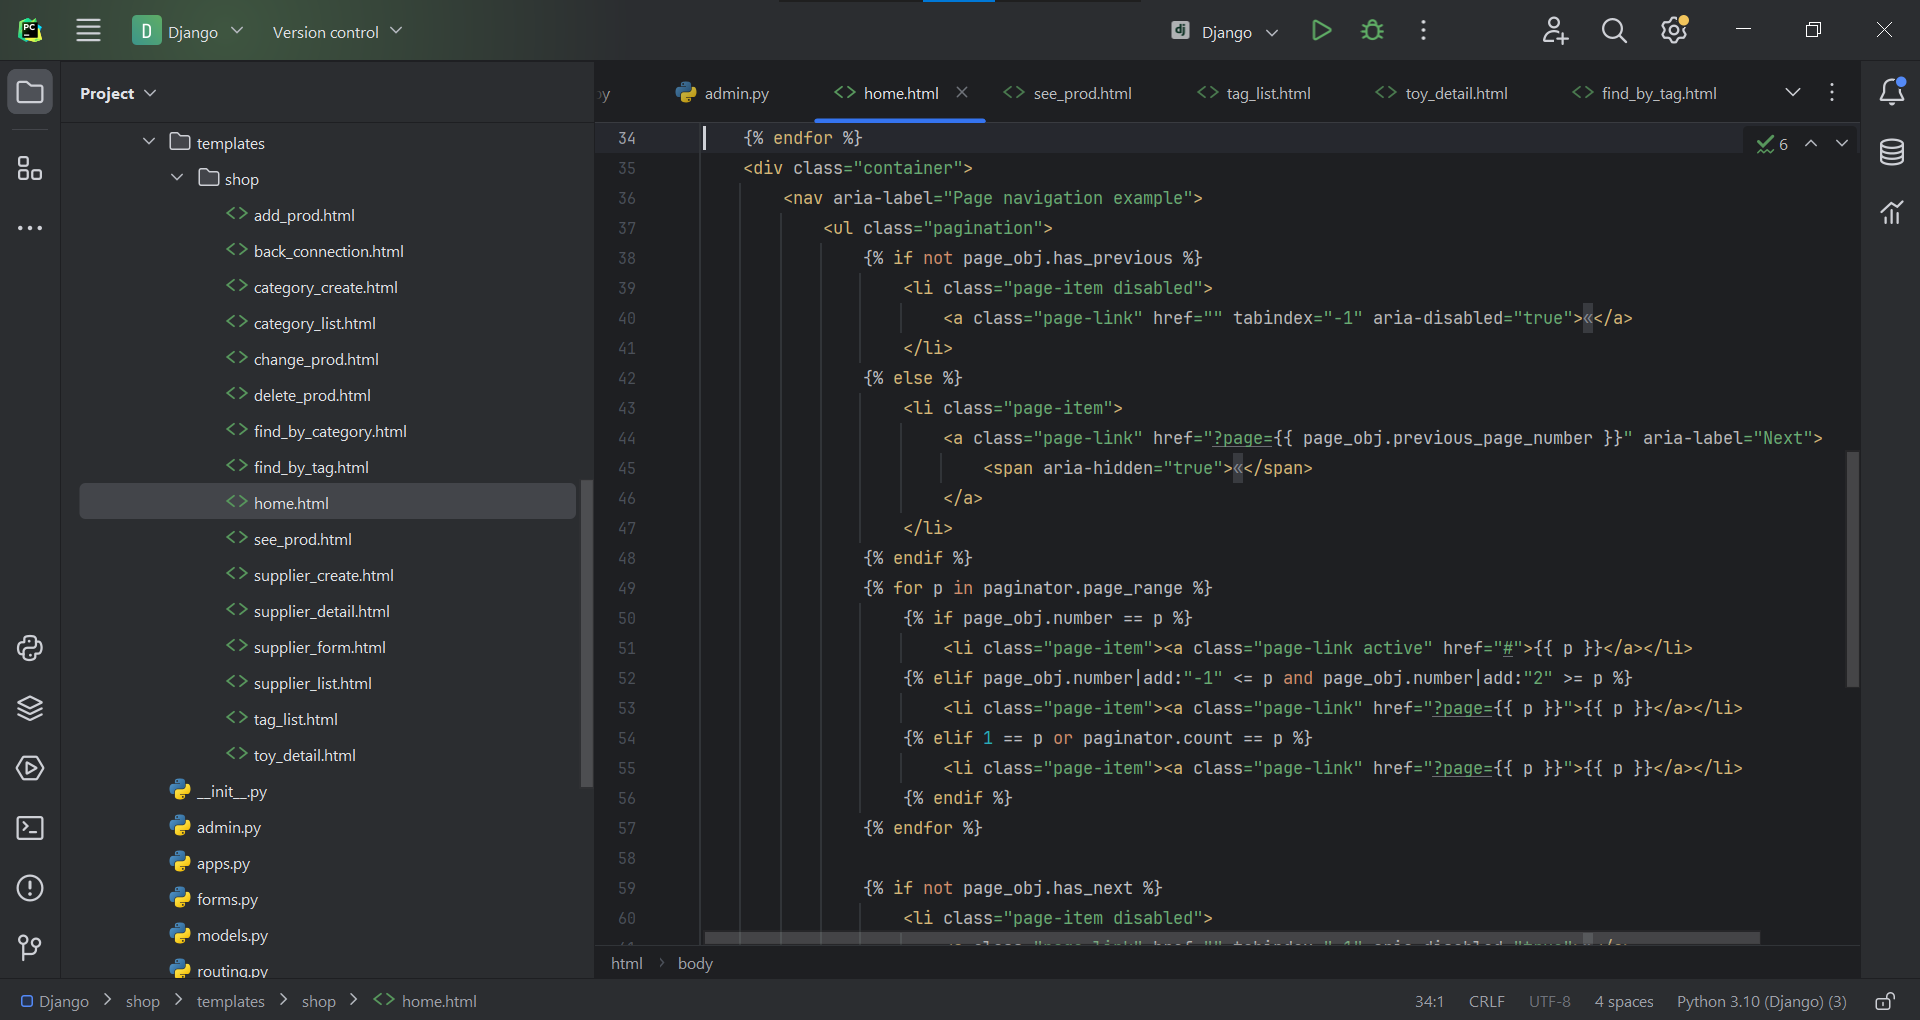 PC
D Django
Version control
dj Django
Project
templates
shop
add_prod.html
back_connection.html
category_create.html
category_list.html
change_prod.html
delete_prod.html
find_by_category.html
find_by_tag.html
home.html
see_prod.html
supplier_create.html
supplier_detail.html
supplier_form.html
supplier_list.html
tag_list.html
toy_detail.html
__init__.py
admin.py
apps.py
forms.py
models.py
routing.py
admin.py
home.html
see_prod.html
tag_list.html
toy_detail.html
find_by_tag.html
6
34 {% endfor %}
35 <div class="container">
36 <nav aria-label="Page navigation example">
37 <ul class="pagination">
38 {% if not page_obj.has_previous %}
39 <li class="page-item disabled">
40 <a class="page-link" href="" tabindex="-1" aria-disabled="true">«</a>
41 </li>
42 {% else %}
43 <li class="page-item">
44 <a class="page-link" href="?page={{ page_obj.previous_page_number }}" aria-label="Next">
45 <span aria-hidden="true">«</span>
46 </a>
47 </li>
48 {% endif %}
49 {% for p in paginator.page_range %}
50 {% if page_obj.number == p %}
51 <li class="page-item"><a class="page-link active" href="#">{{ p }}</a></li>
52 {% elif page_obj.number|add:"-1" <= p and page_obj.number|add:"2" >= p %}
53 <li class="page-item"><a class="page-link" href="?page={{ p }}">{{ p }}</a></li>
54 {% elif 1 == p or paginator.count == p %}
55 <li class="page-item"><a class="page-link" href="?page={{ p }}">{{ p }}</a></li>
56 {% endif %}
57 {% endfor %}
58
59 {% if not page_obj.has_next %}
60 <li class="page-item disabled">
html > body
Django > shop > templates > shop > home.html
34:1 CRLF UTF-8 4 spaces Python 3.10 (Django) (3)